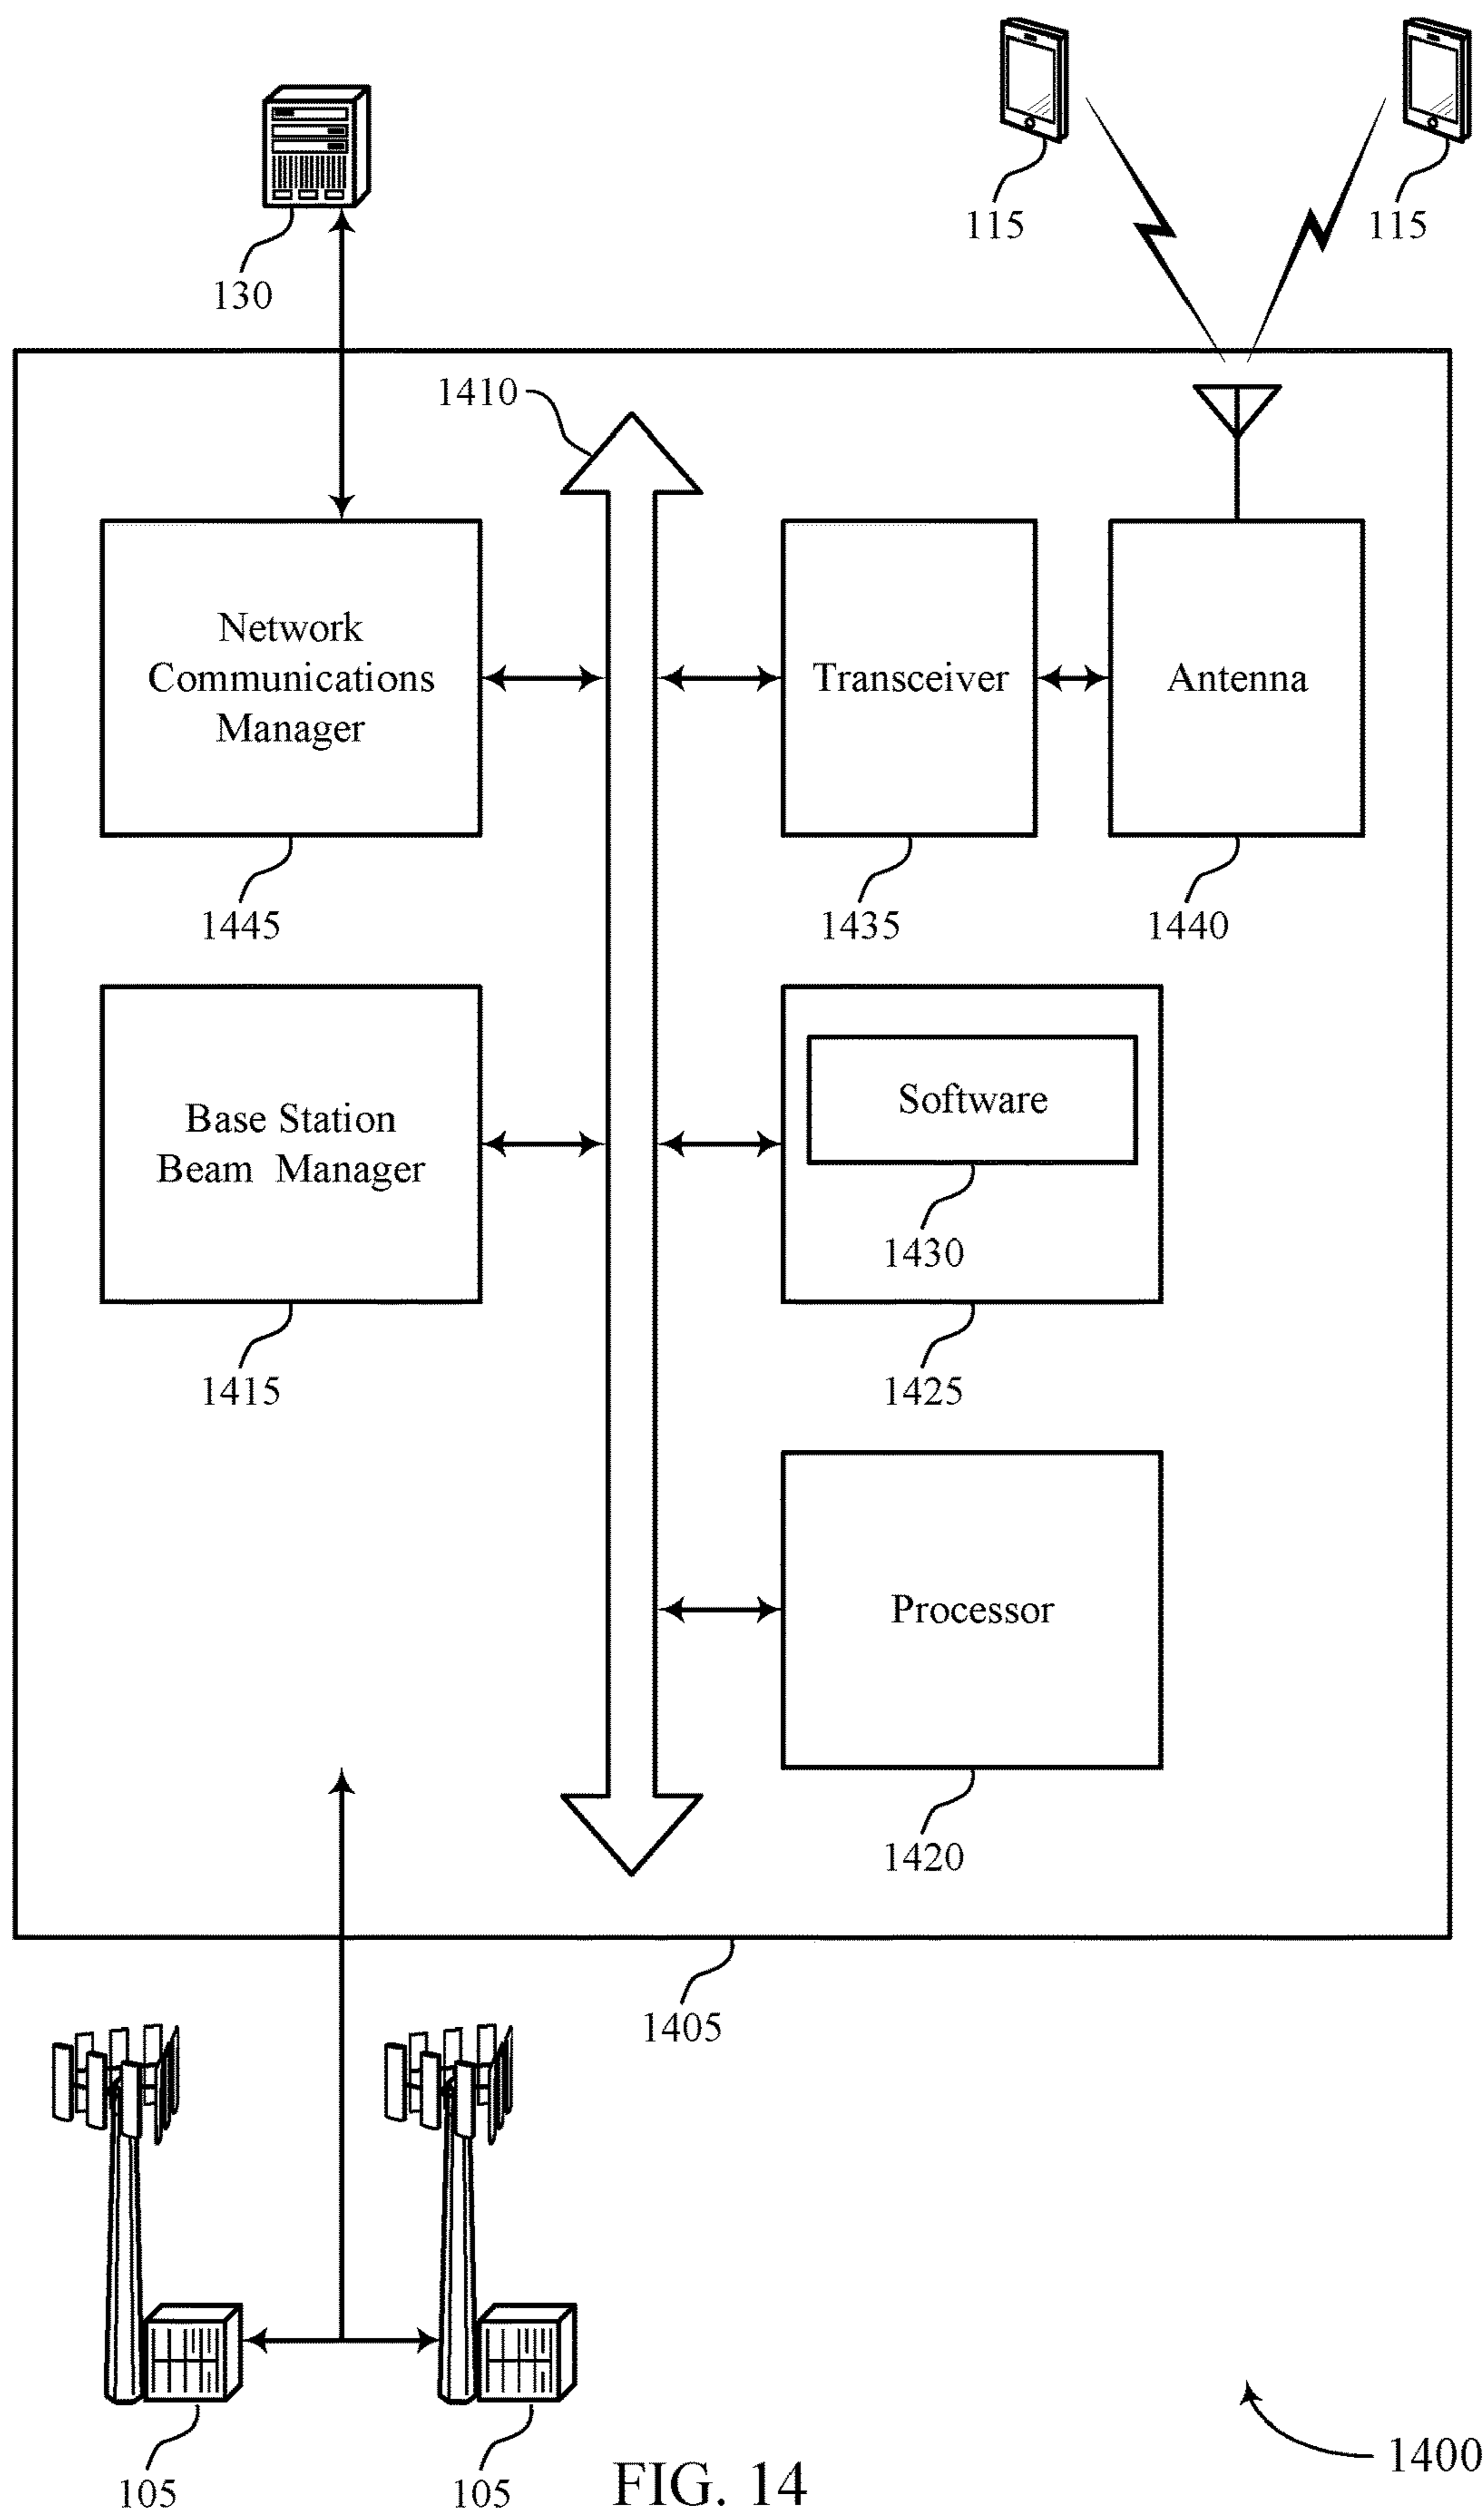 130
115
115
1410
Network
Communications
Manager
Transceiver
Antenna
1445
1435
1440
Base Station
Beam Manager
Software
1430
1415
1425
Processor
1420
1405
105
105
FIG. 14
1400